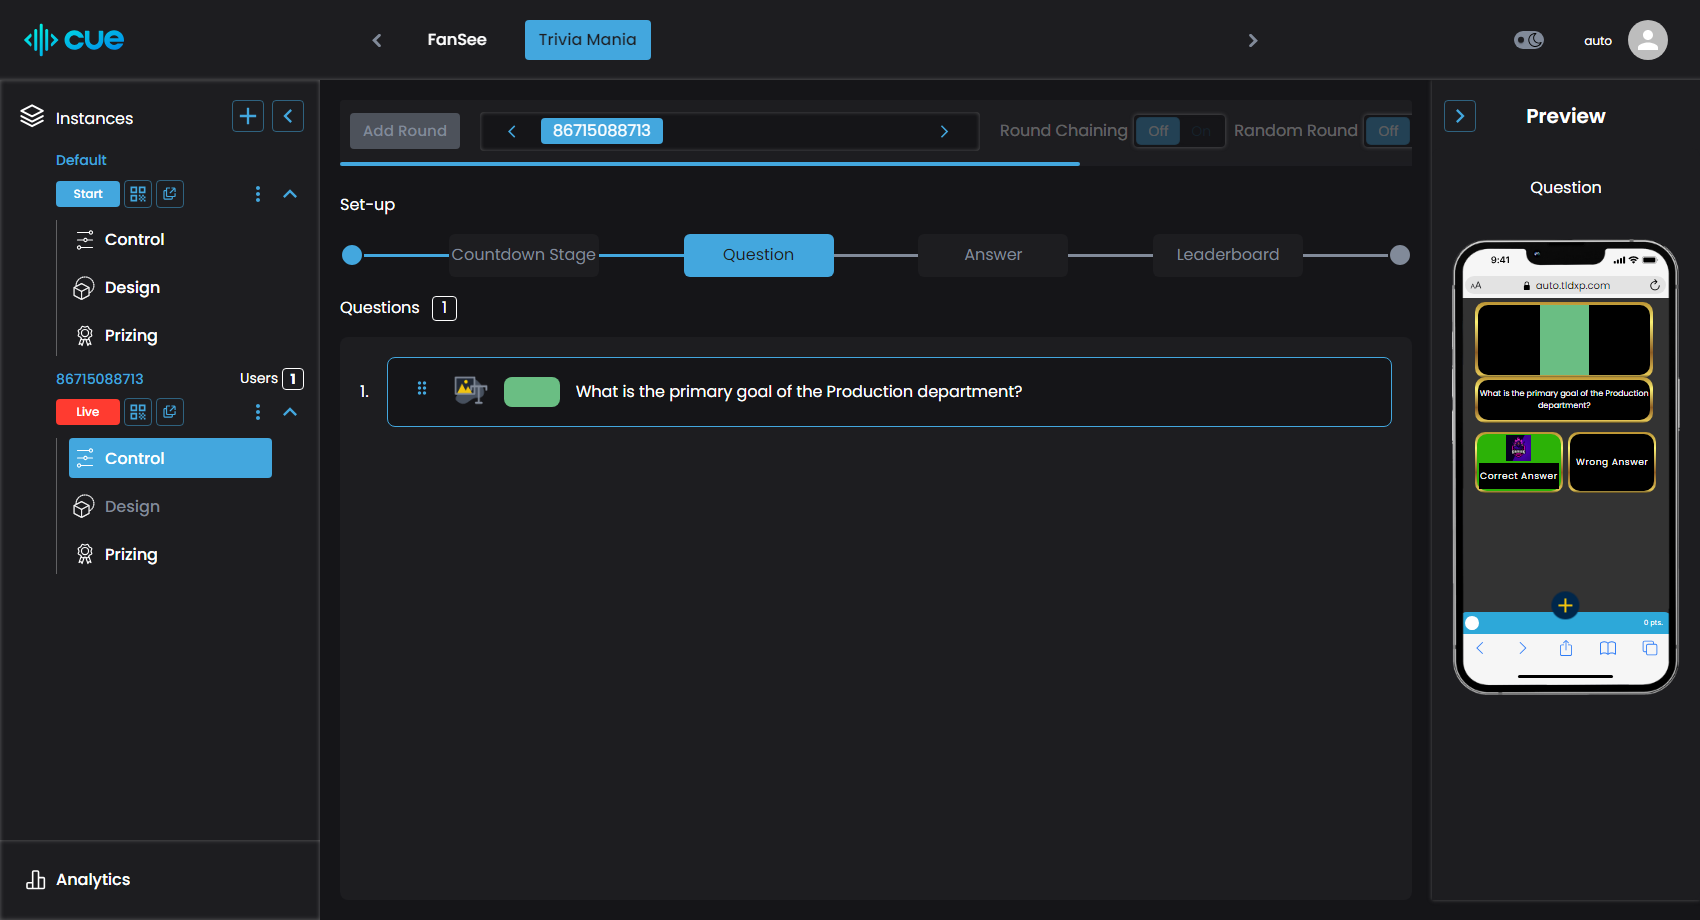 cue
FanSee
Trivia Mania
auto
Instances
Default
Start
Control
Design
Prizing
86715088713
Users 1
Live
Control
Design
Prizing
Analytics
Add Round
86715088713
Round Chaining
Off
On
Random Round
Off
Set-up
Countdown Stage
Question
Answer
Leaderboard
Questions 1
1.
What is the primary goal of the Production department?
Preview
Question
9:41
AA
auto.tldxp.com
What is the primary goal of the Production
department?
Correct Answer
Wrong Answer
0 pts.